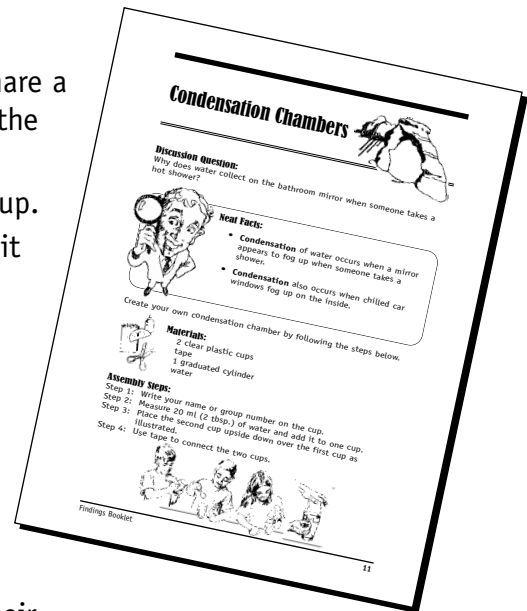 hare a
the
up.
it
Condensation Chambers
Discussion Question:
Why does water collect on the bathroom mirror when someone takes a
hot shower?
Neat Facts:
• Condensation of water occurs when a mirror
appears to fog up when someone takes a
shower.
• Condensation also occurs when chilled car
windows fog up on the inside.
Create your own condensation chamber by following the steps below.
Materials:
2 clear plastic cups
tape
1 graduated cylinder
water
Assembly Steps:
Step 1: Write your name or group number on the cup.
Step 2: Measure 20 ml (2 tbsp.) of water and add it to one cup.
Step 3: Place the second cup upside down over the first cup as
illustrated.
Step 4: Use tape to connect the two cups.
Findings Booklet
11